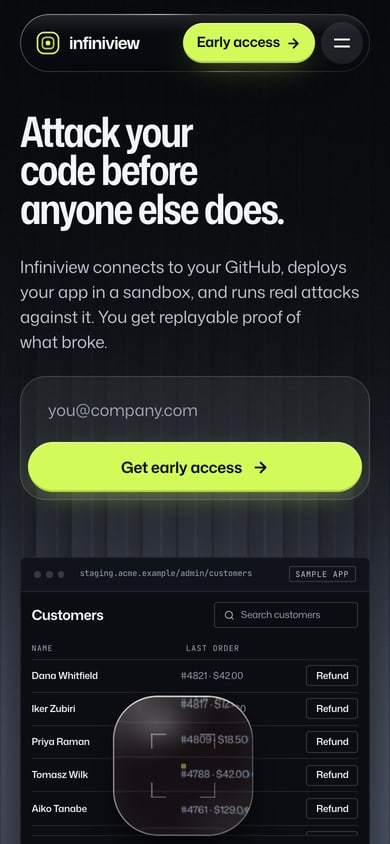 infiniview
Early access →
Attack your
code before
anyone else does.
Infiniview connects to your GitHub, deploys
your app in a sandbox, and runs real attacks
against it. You get replayable proof of
what broke.
you@company.com
Get early access →
staging.acme.example/admin/customers SAMPLE APP
Customers Search customers
NAME LAST ORDER
Dana Whitfield #4821 · $42.00 Refund
Iker Zubiri Refund
Priya Raman #4809 · $18.50 Refund
Tomasz Wilk #4788 · $42.00 Refund
Aiko Tanabe #4761 · $129.00 Refund